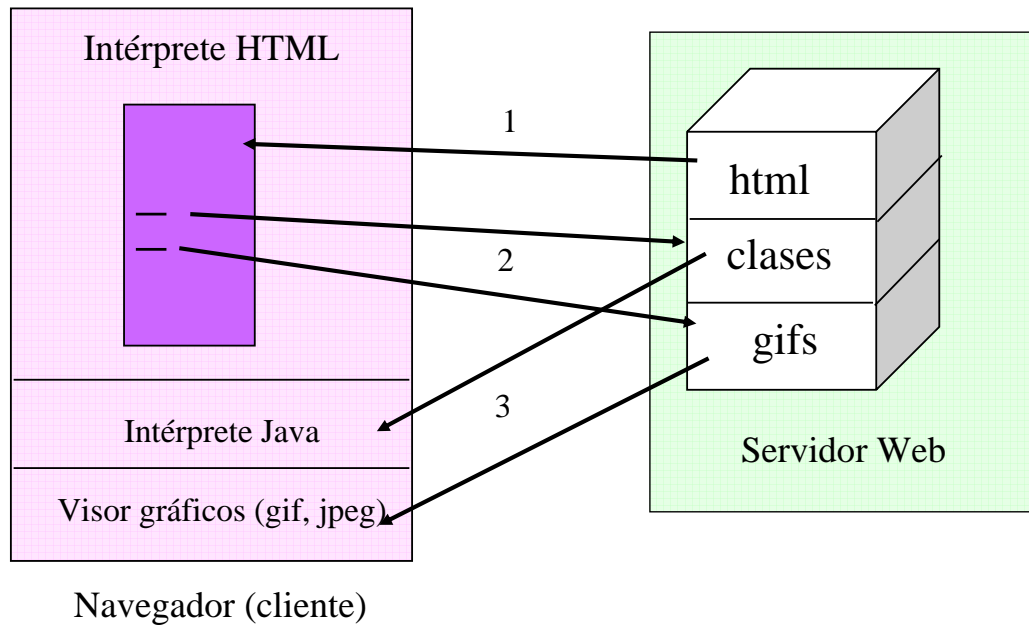 Intérprete HTML
1
html
2
clases
gifs
3
Intérprete Java
Servidor Web
Visor gráficos (gif, jpeg)
Navegador (cliente)